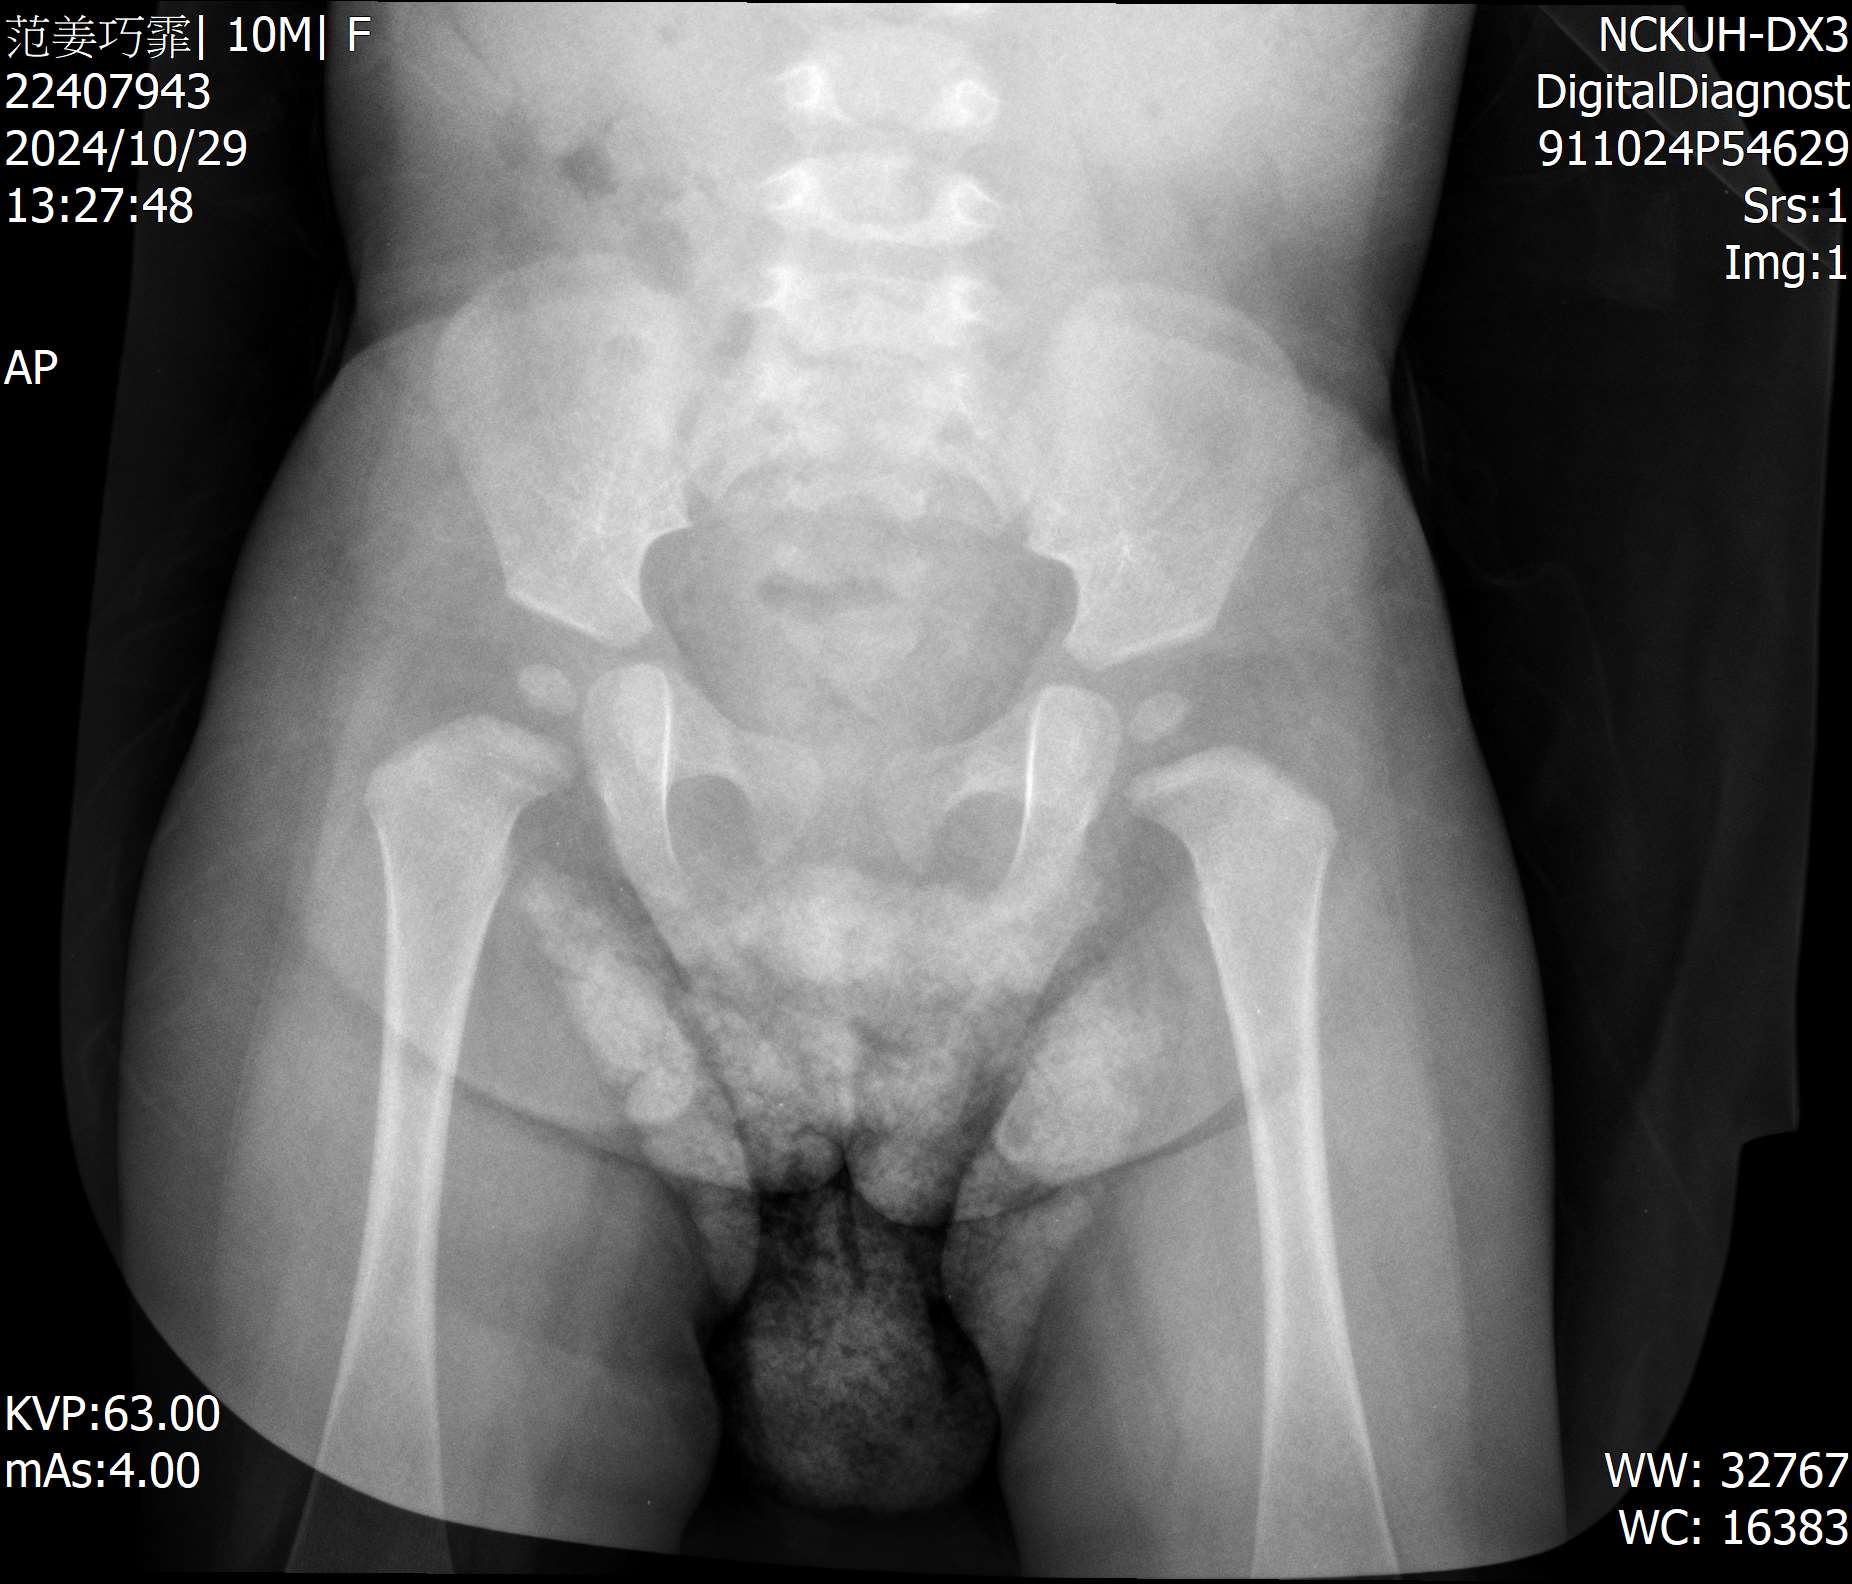 范姜巧霏| 10M| F
22407943
2024/10/29
13:27:48
AP
NCKUH-DX3
DigitalDiagnost
911024P54629
Srs:1
Img:1
KVP:63.00
mAs:4.00
WW: 32767
WC: 16383